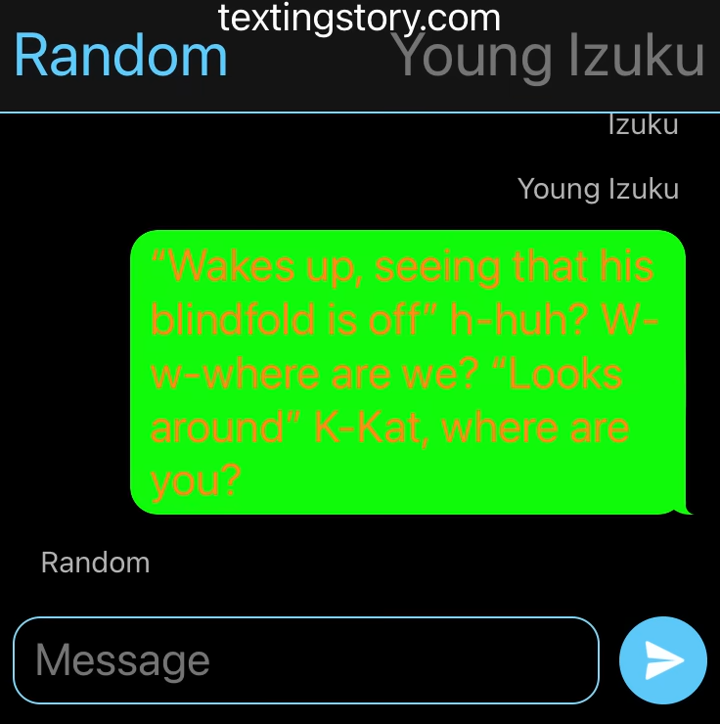 textingstory.com
Random Young Izuku
Izuku
Young Izuku
“Wakes up, seeing that his
blindfold is off” h-huh? W-
w-where are we? “Looks
around” K-Kat, where are
you?
Random
Message